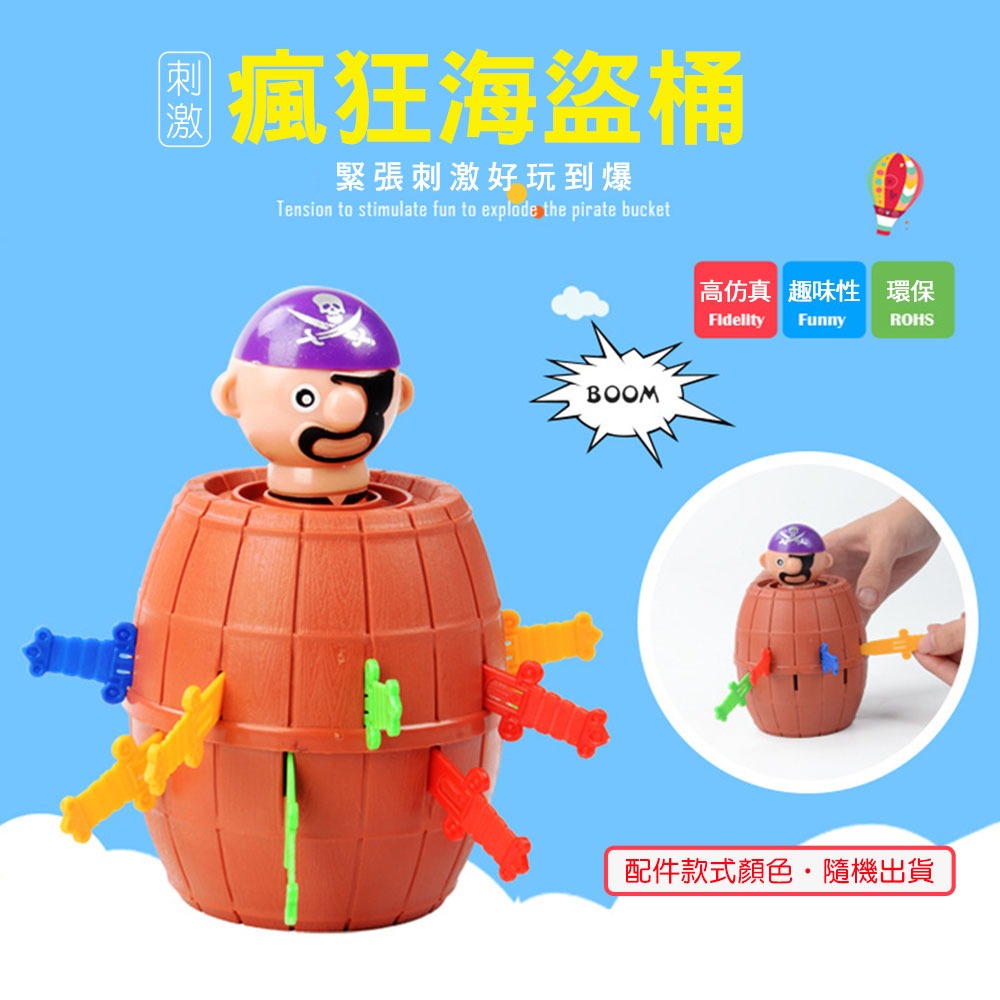 刺激
瘋狂海盜桶
緊張刺激好玩到爆
Tension to stimulate fun to explode the pirate bucket
高仿真
Fidelity
趣味性
Funny
環保
ROHS
BOOM
配件款式顏色・隨機出貨